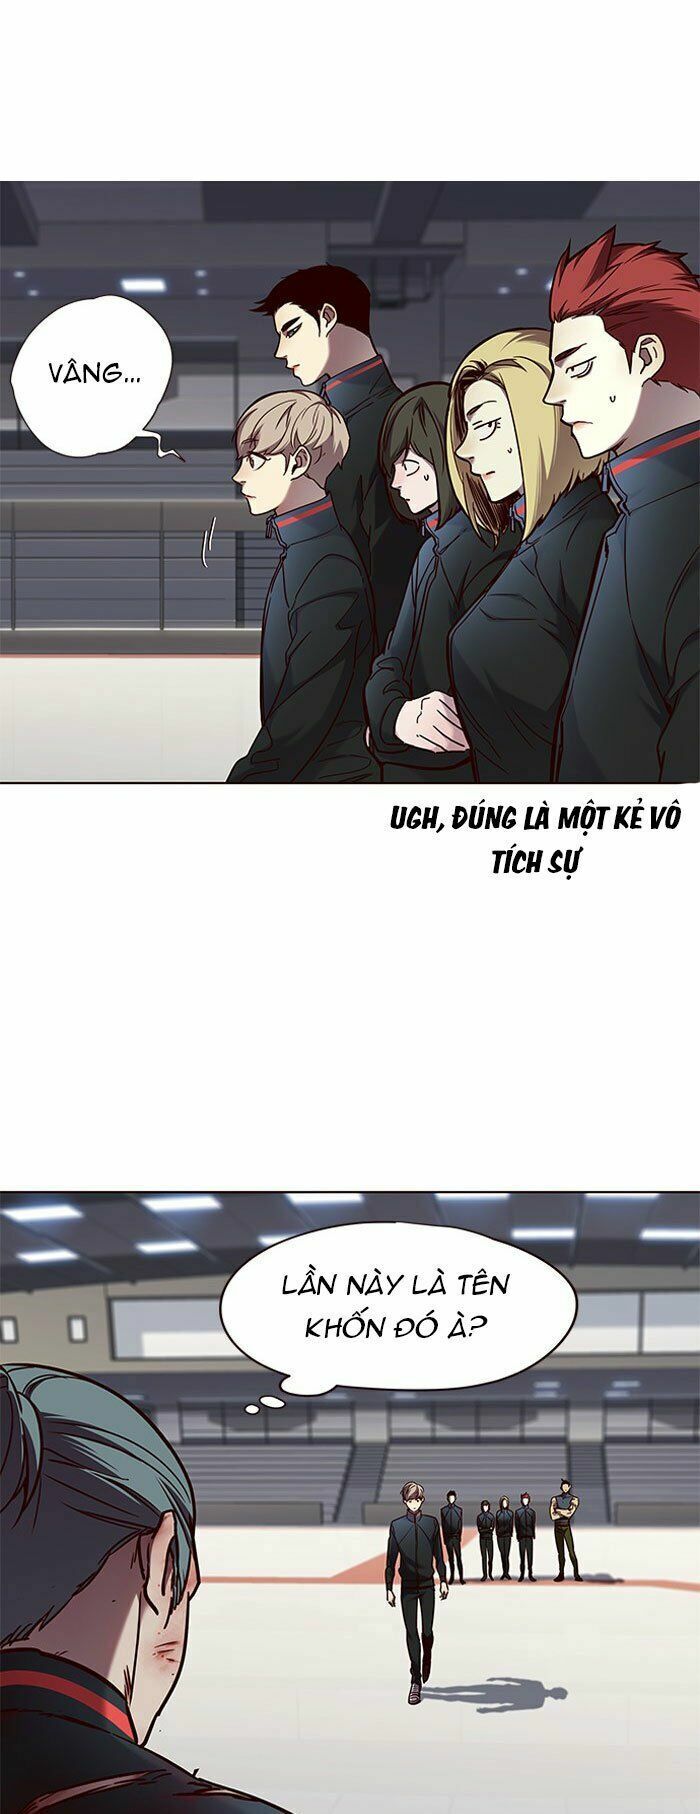 VÂNG...
UGH, ĐÚNG LÀ MỘT KẺ VÔ
TÍCH SỰ
LẦN NÀY LÀ TÊN
KHỐN ĐÓ À?